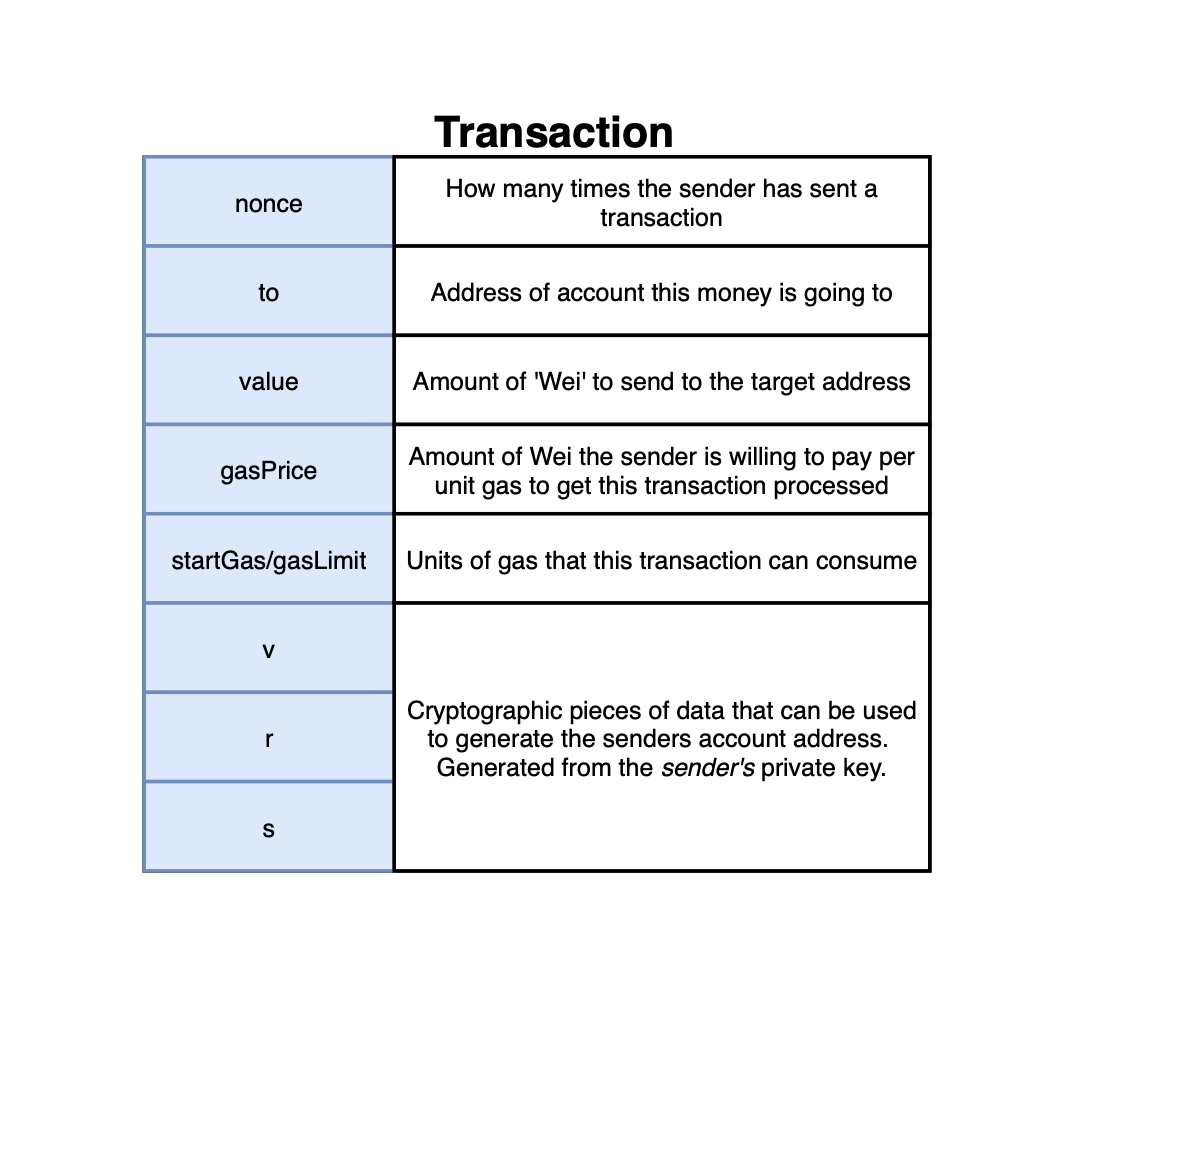 Transaction
nonce
How many times the sender has sent a
transaction
to
Address of account this money is going to
value
Amount of 'Wei' to send to the target address
gasPrice
Amount of Wei the sender is willing to pay per
unit gas to get this transaction processed
startGas/gasLimit
Units of gas that this transaction can consume
v
r
s
Cryptographic pieces of data that can be used
to generate the senders account address.
Generated from the sender's private key.